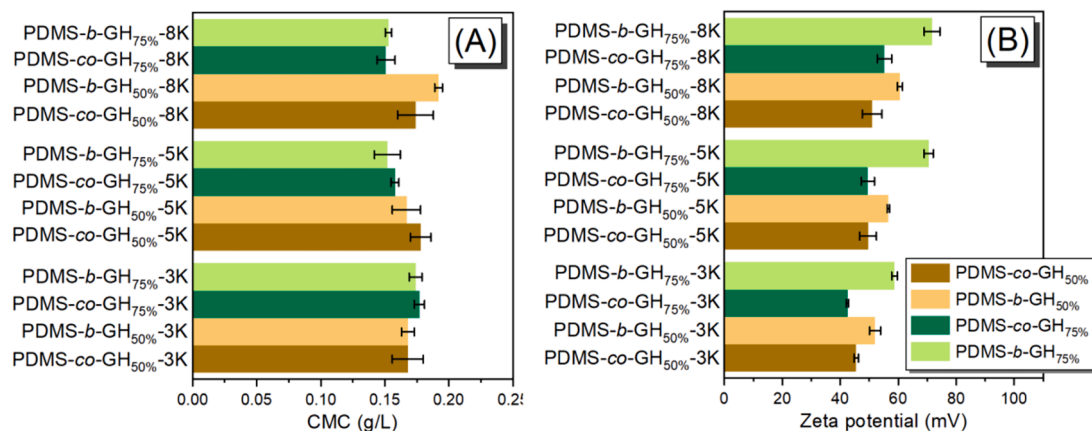 (A)
PDMS-b-GH75%-8K
PDMS-co-GH75%-8K
PDMS-b-GH50%-8K
PDMS-co-GH50%-8K
PDMS-b-GH75%-5K
PDMS-co-GH75%-5K
PDMS-b-GH50%-5K
PDMS-co-GH50%-5K
PDMS-b-GH75%-3K
PDMS-co-GH75%-3K
PDMS-b-GH50%-3K
PDMS-co-GH50%-3K
0.00 0.05 0.10 0.15 0.20 0.25
CMC (g/L)
(B)
PDMS-b-GH75%-8K
PDMS-co-GH75%-8K
PDMS-b-GH50%-8K
PDMS-co-GH50%-8K
PDMS-b-GH75%-5K
PDMS-co-GH75%-5K
PDMS-b-GH50%-5K
PDMS-co-GH50%-5K
PDMS-b-GH75%-3K
PDMS-co-GH75%-3K
PDMS-b-GH50%-3K
PDMS-co-GH50%-3K
PDMS-co-GH50%
PDMS-b-GH50%
PDMS-co-GH75%
PDMS-b-GH75%
0 20 40 60 80 100
Zeta potential (mV)